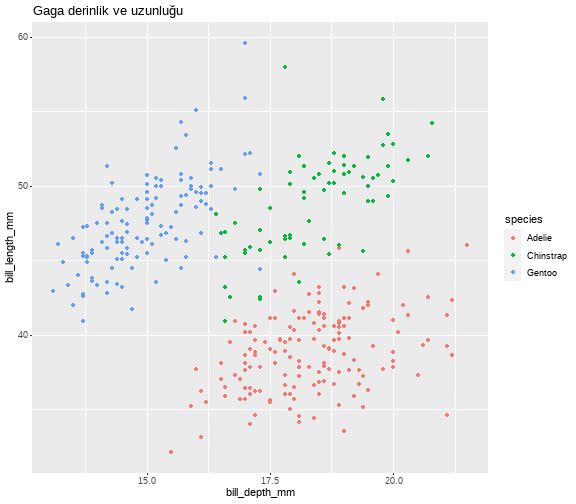 Gaga derinlik ve uzunluğu
60
50
40
bill_length_mm
15.0
17.5
20.0
bill_depth_mm
species
Adelie
Chinstrap
Gentoo